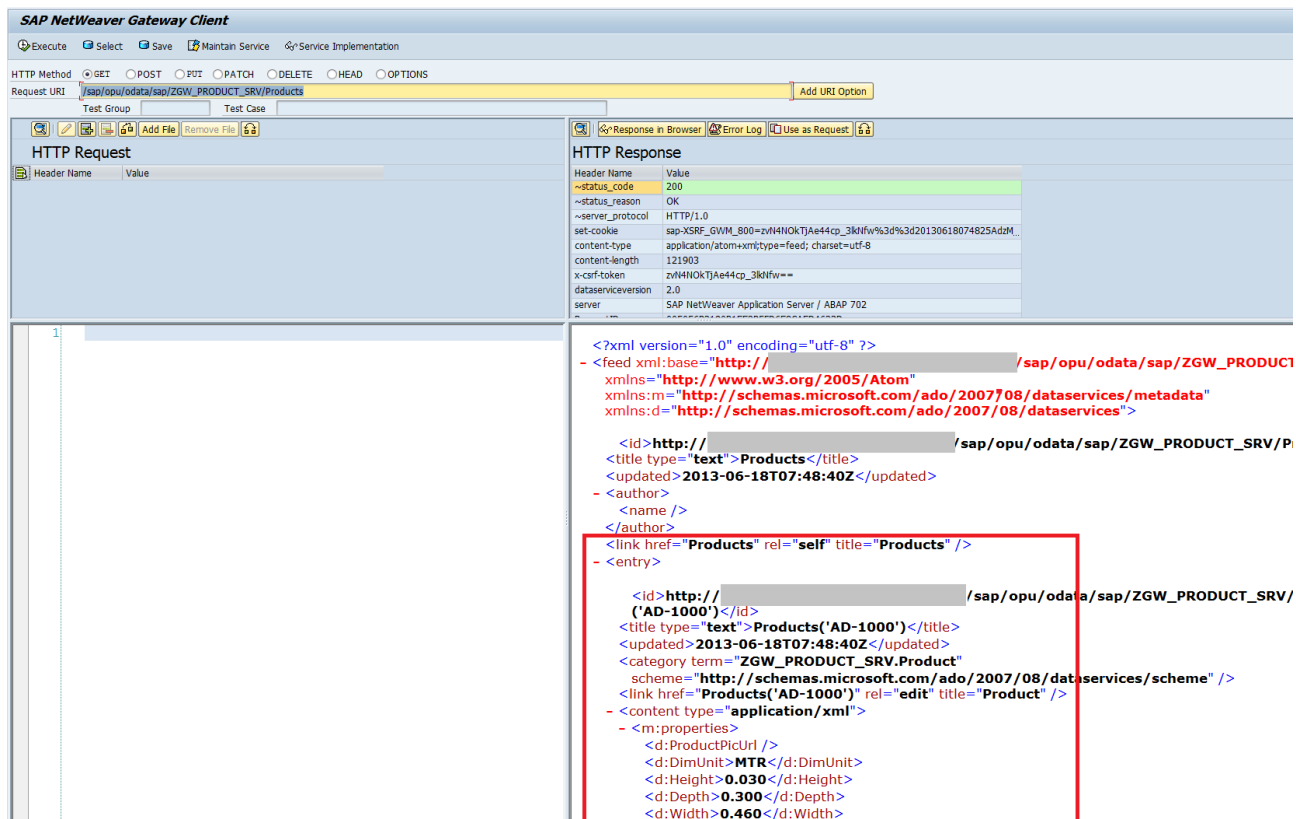 SAP NetWeaver Gateway Client
Execute Select Save Maintain Service Service Implementation
HTTP Method GET POST PUT PATCH DELETE HEAD OPTIONS
Request URI /sap/opu/odata/sap/ZGW_PRODUCT_SRV/Products Add URI Option
Test Group Test Case
Add File Remove File
HTTP Request
Header Name Value
Response in Browser Error Log Use as Request
HTTP Response
Header Name Value
~status_code 200
~status_reason OK
~server_protocol HTTP/1.0
set-cookie sap-XSRF_GWM_800=zvN4NOkTjAe44cp_3lkNfw%3d%3d20130618074825AdzM...
content-type application/atom+xml;type=feed; charset=utf-8
content-length 121903
x-csrf-token zvN4NOkTjAe44cp_3lkNfw==
dataserviceversion 2.0
server SAP NetWeaver Application Server / ABAP 702
1
<?xml version="1.0" encoding="utf-8" ?>
- <feed xml:base="http:// /sap/opu/odata/sap/ZGW_PRODUCT
xmlns="http://www.w3.org/2005/Atom"
xmlns:m="http://schemas.microsoft.com/ado/2007/08/dataservices/metadata"
xmlns:d="http://schemas.microsoft.com/ado/2007/08/dataservices">
<id>http:// /sap/opu/odata/sap/ZGW_PRODUCT_SRV/P
<title type="text">Products</title>
<updated>2013-06-18T07:48:40Z</updated>
- <author>
<name />
</author>
<link href="Products" rel="self" title="Products" />
- <entry>
<id>http:// /sap/opu/odata/sap/ZGW_PRODUCT_SRV/
('AD-1000')</id>
<title type="text">Products('AD-1000')</title>
<updated>2013-06-18T07:48:40Z</updated>
<category term="ZGW_PRODUCT_SRV.Product"
scheme="http://schemas.microsoft.com/ado/2007/08/dataservices/scheme" />
<link href="Products('AD-1000')" rel="edit" title="Product" />
- <content type="application/xml">
- <m:properties>
<d:ProductPicUrl />
<d:DimUnit>MTR</d:DimUnit>
<d:Height>0.030</d:Height>
<d:Depth>0.300</d:Depth>
<d:Width>0.460</d:Width>